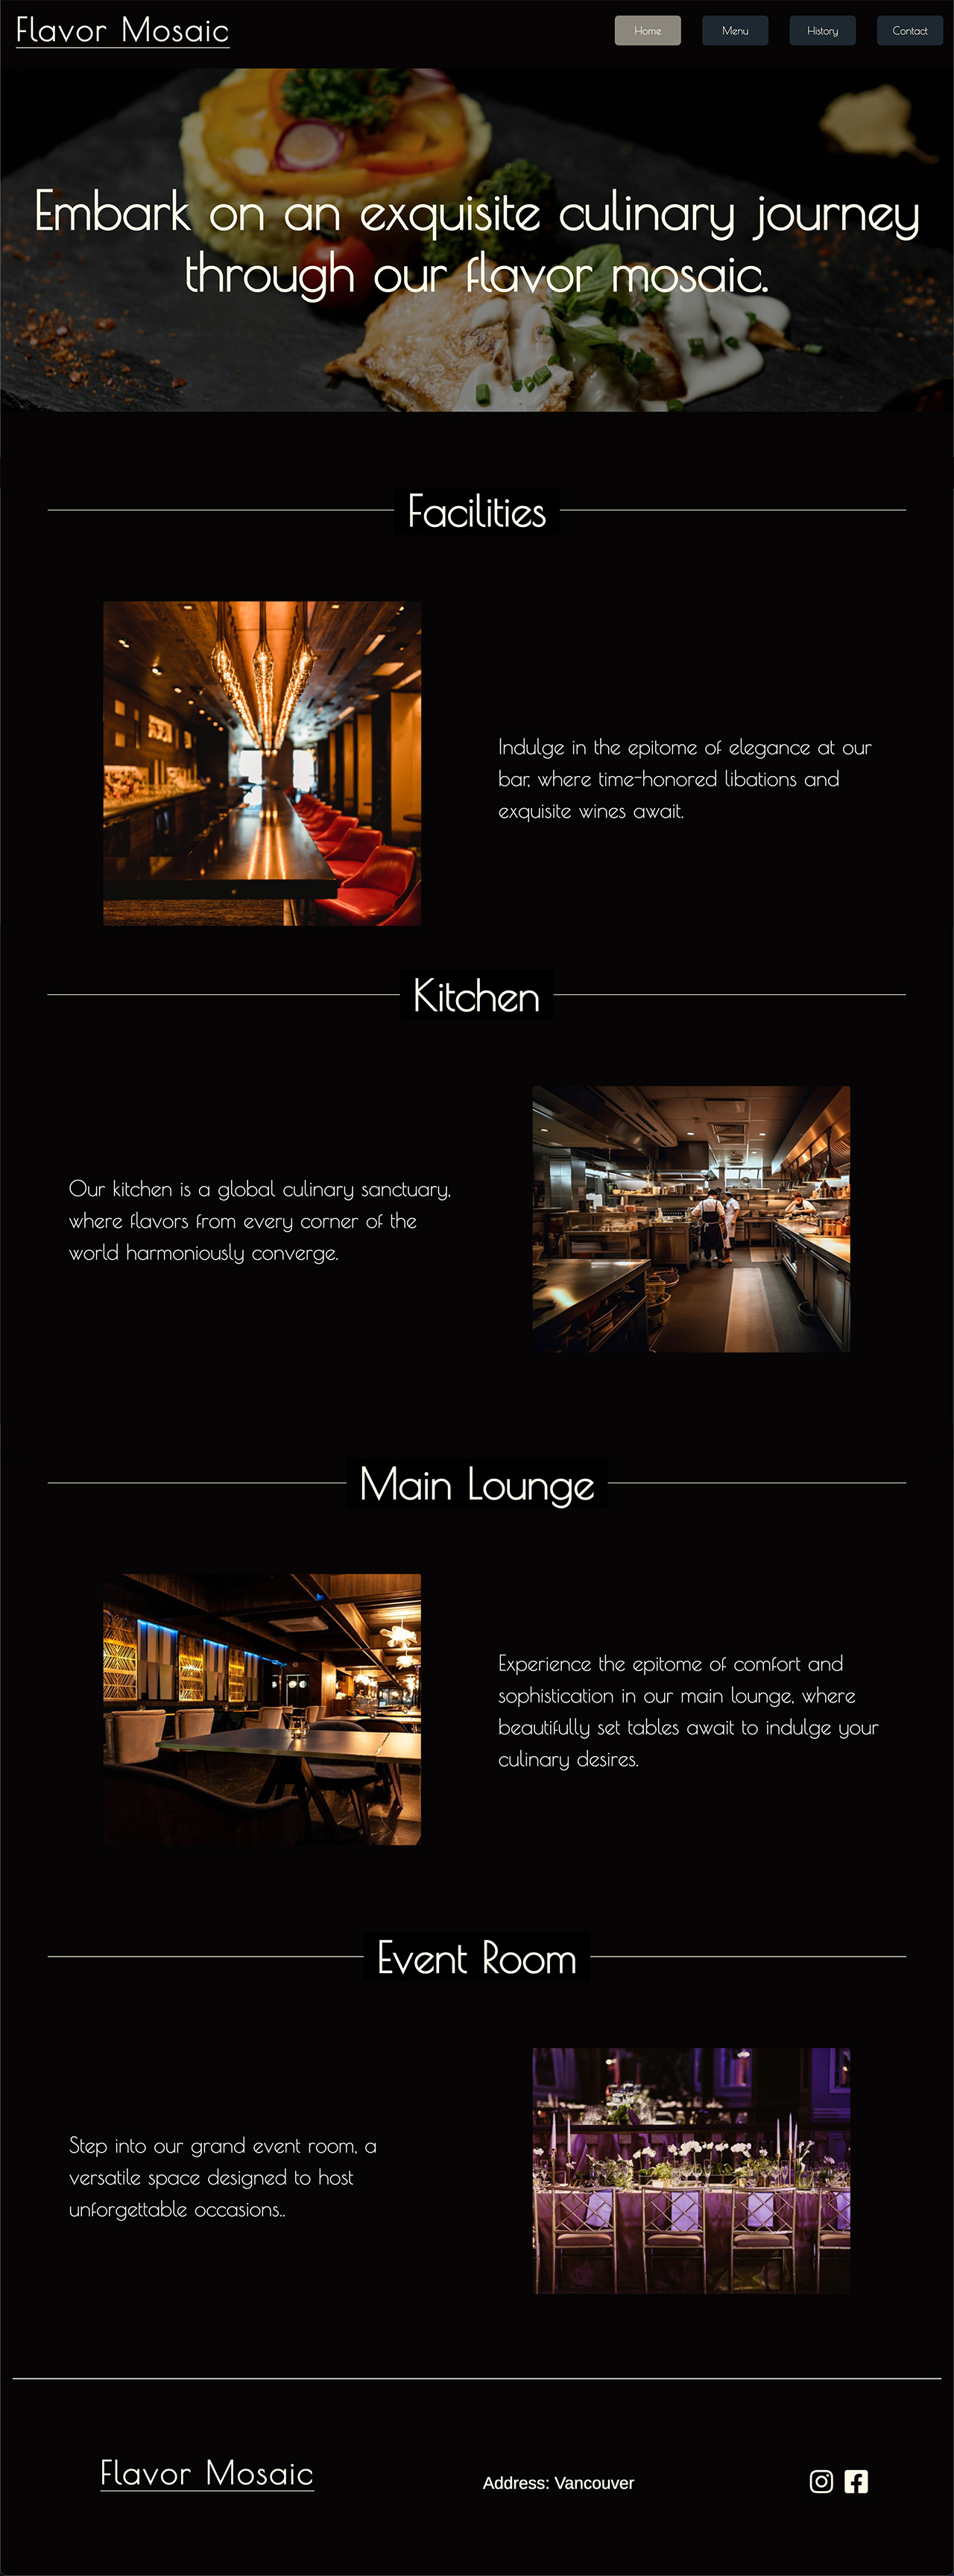 Flavor Mosaic
Home
Menu
History
Contact
Embark on an exquisite culinary journey
through our flavor mosaic.
Facilities
Indulge in the epitome of elegance at our
bar, where time-honored libations and
exquisite wines await.
Kitchen
Our kitchen is a global culinary sanctuary,
where flavors from every corner of the
world harmoniously converge.
Main Lounge
Experience the epitome of comfort and
sophistication in our main lounge, where
beautifully set tables await to indulge your
culinary desires.
Event Room
Step into our grand event room, a
versatile space designed to host
unforgettable occasions..
Flavor Mosaic
Address: Vancouver